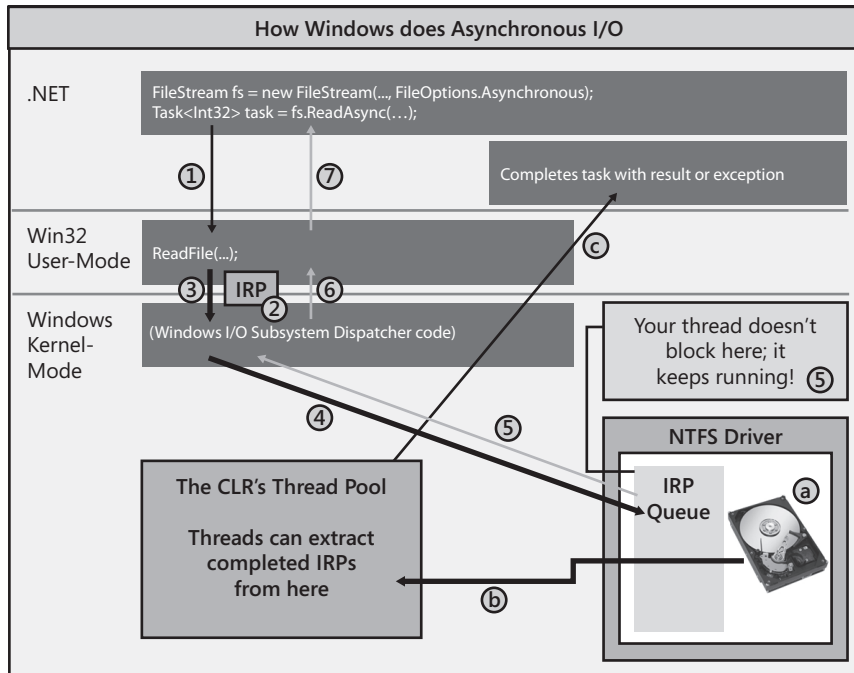 How Windows does Asynchronous I/O
.NET
FileStream fs = new FileStream(..., FileOptions.Asynchronous);
Task<Int32> task = fs.ReadAsync(…);
1
7
Completes task with result or exception
Win32
User-Mode
ReadFile(...);
c
3
IRP
2
6
Windows
Kernel-
Mode
(Windows I/O Subsystem Dispatcher code)
Your thread doesn't
block here; it
keeps running!
5
4
5
NTFS Driver
The CLR's Thread Pool
Threads can extract
completed IRPs
from here
IRP
Queue
a
b